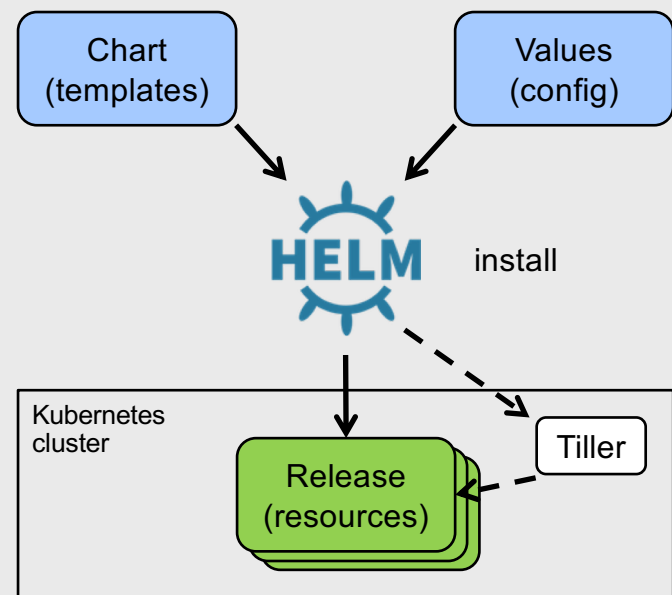 Chart
(templates)
Values
(config)
HELM
install
Kubernetes
cluster
Tiller
Release
(resources)